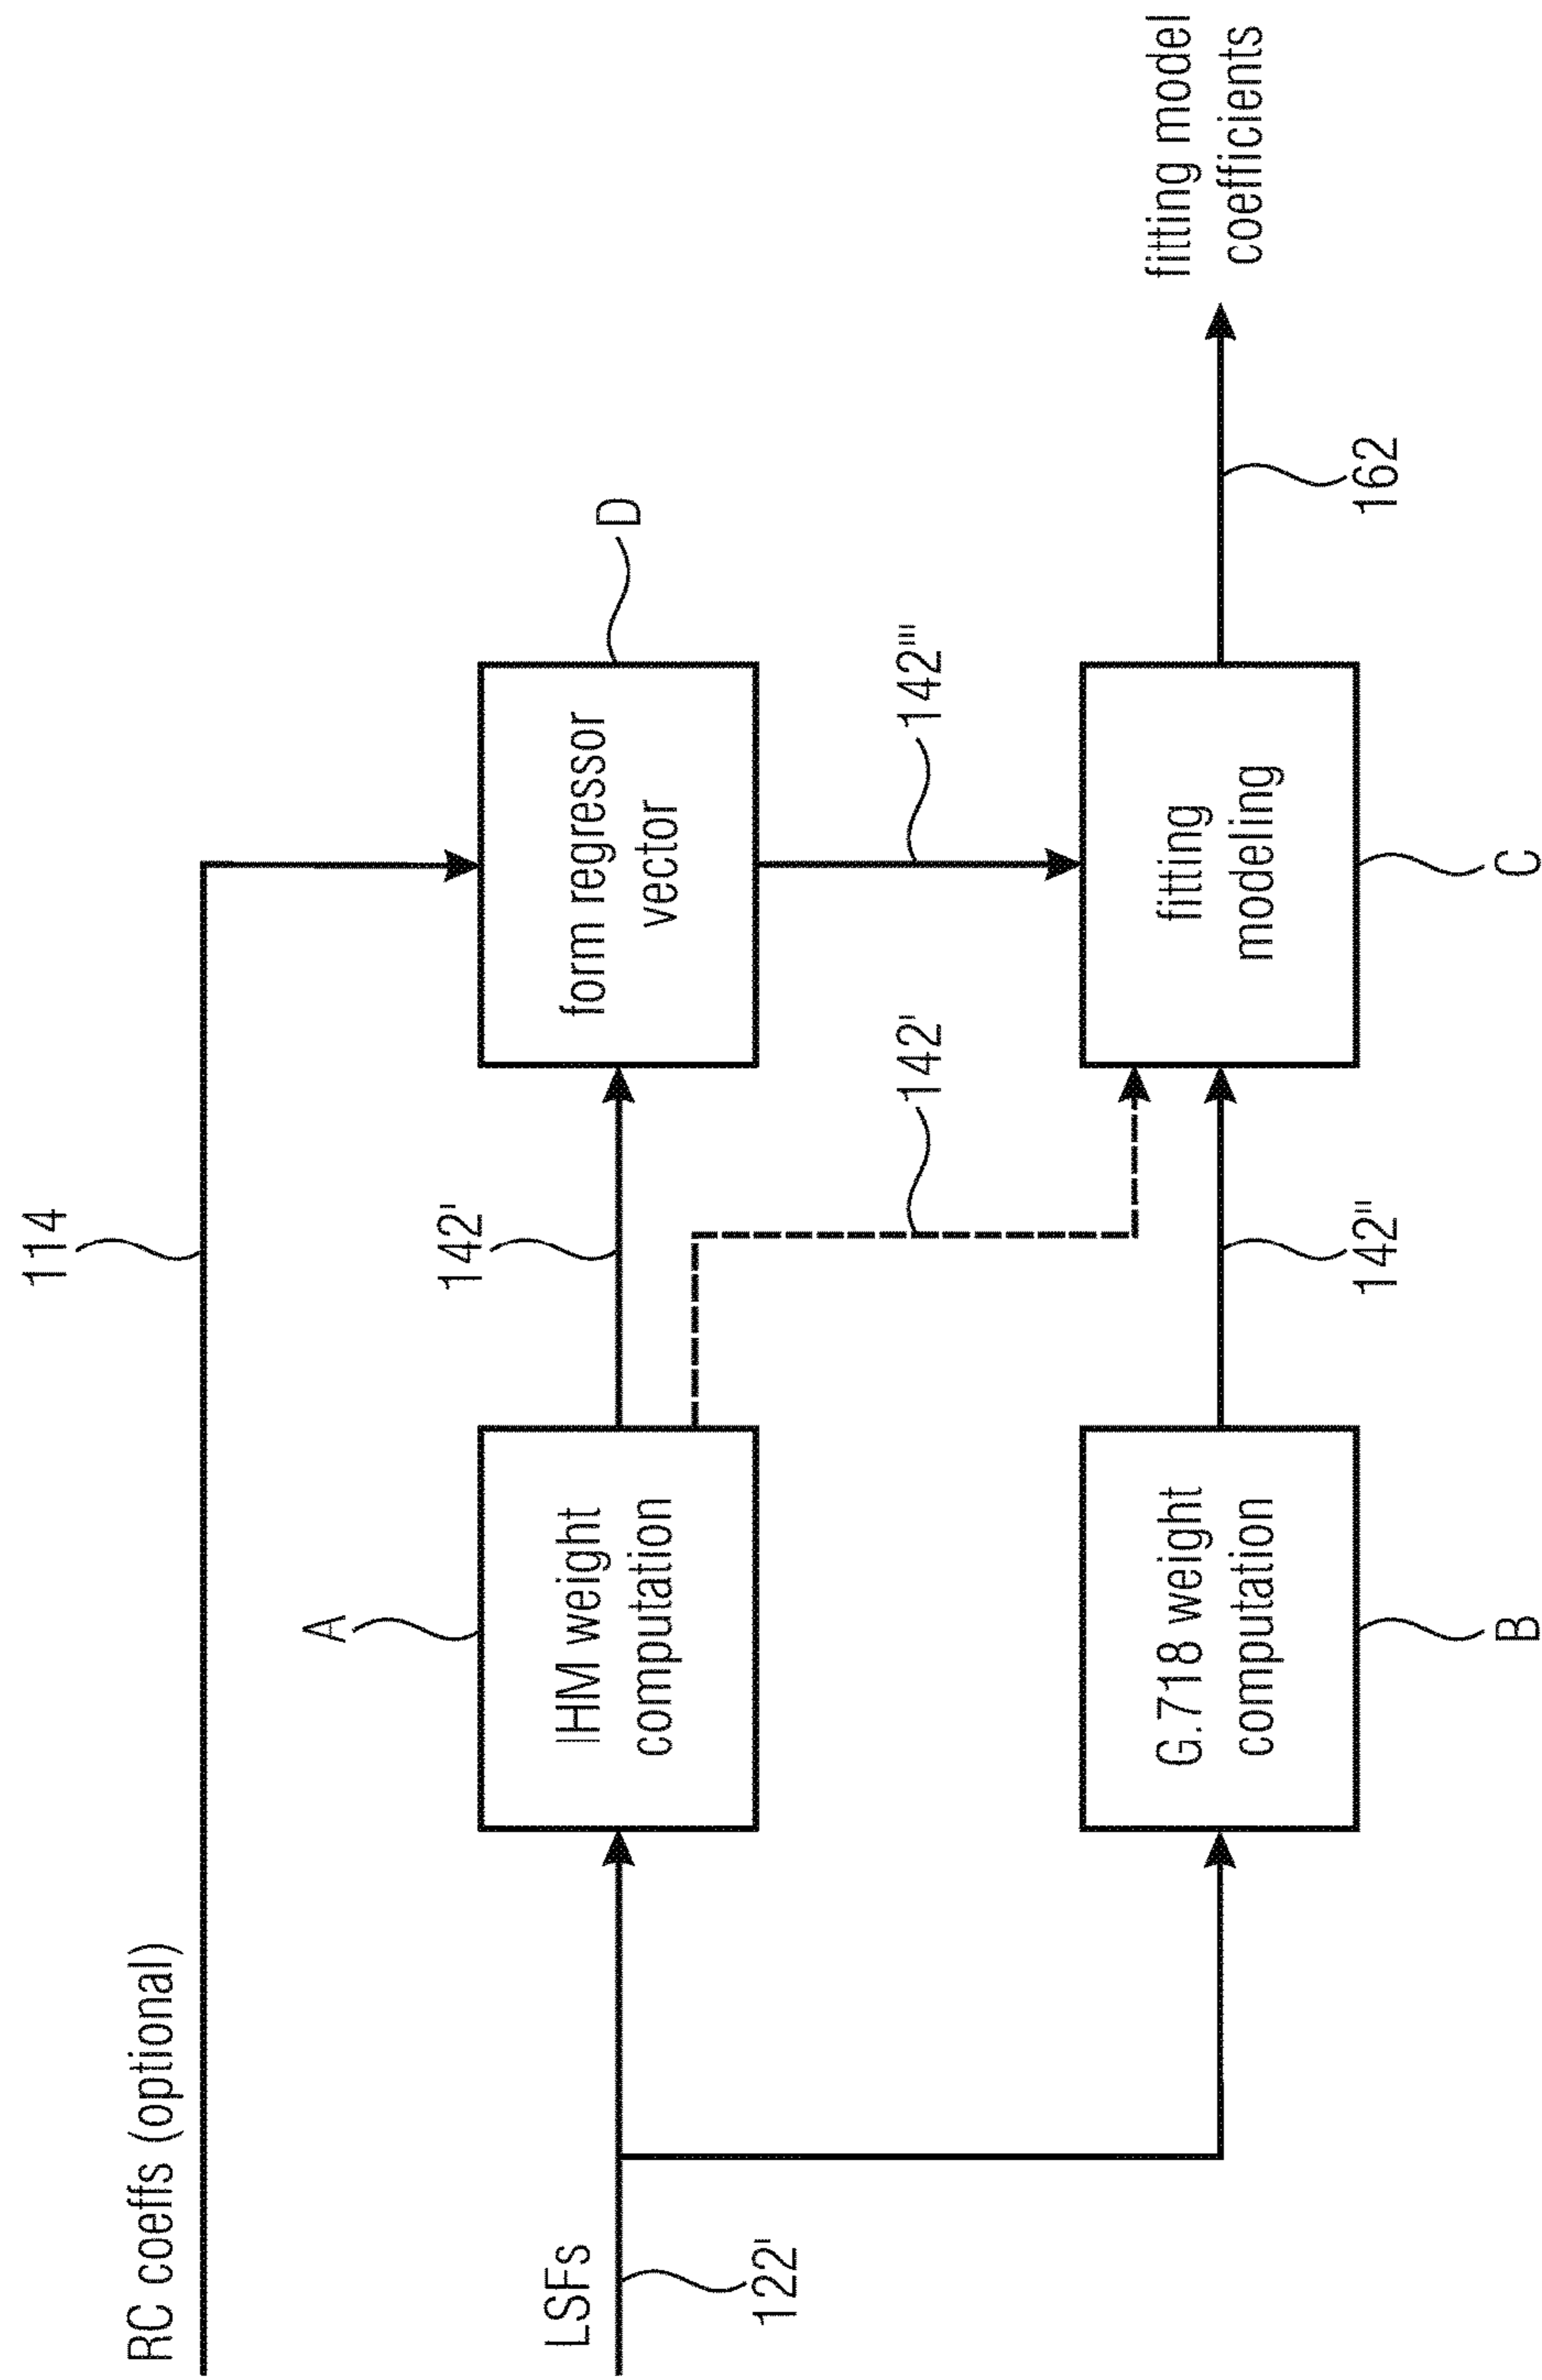 RC coeffs (optional)
114
LSFs
122'
A
IHM weight
computation
142'
form regressor
vector
D
142'
142'''
G.718 weight
computation
B
142''
fitting
modeling
C
162
fitting model
coefficients